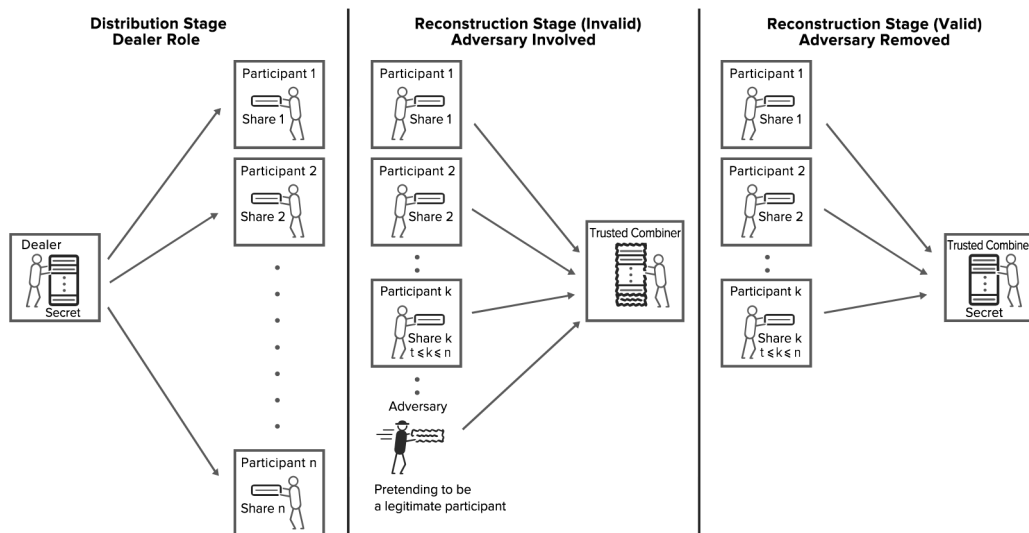 Distribution Stage
Dealer Role
Participant 1
Share 1
Participant 2
Share 2
Dealer
Secret
Participant n
Share n
Reconstruction Stage (Invalid)
Adversary Involved
Participant 1
Share 1
Participant 2
Share 2
Participant k
Share k
t ⩽ k ⩽ n
Adversary
Pretending to be
a legitimate participant
Trusted Combiner
Reconstruction Stage (Valid)
Adversary Removed
Participant 1
Share 1
Participant 2
Share 2
Participant k
Share k
t ⩽ k ⩽ n
Trusted Combine
Secret